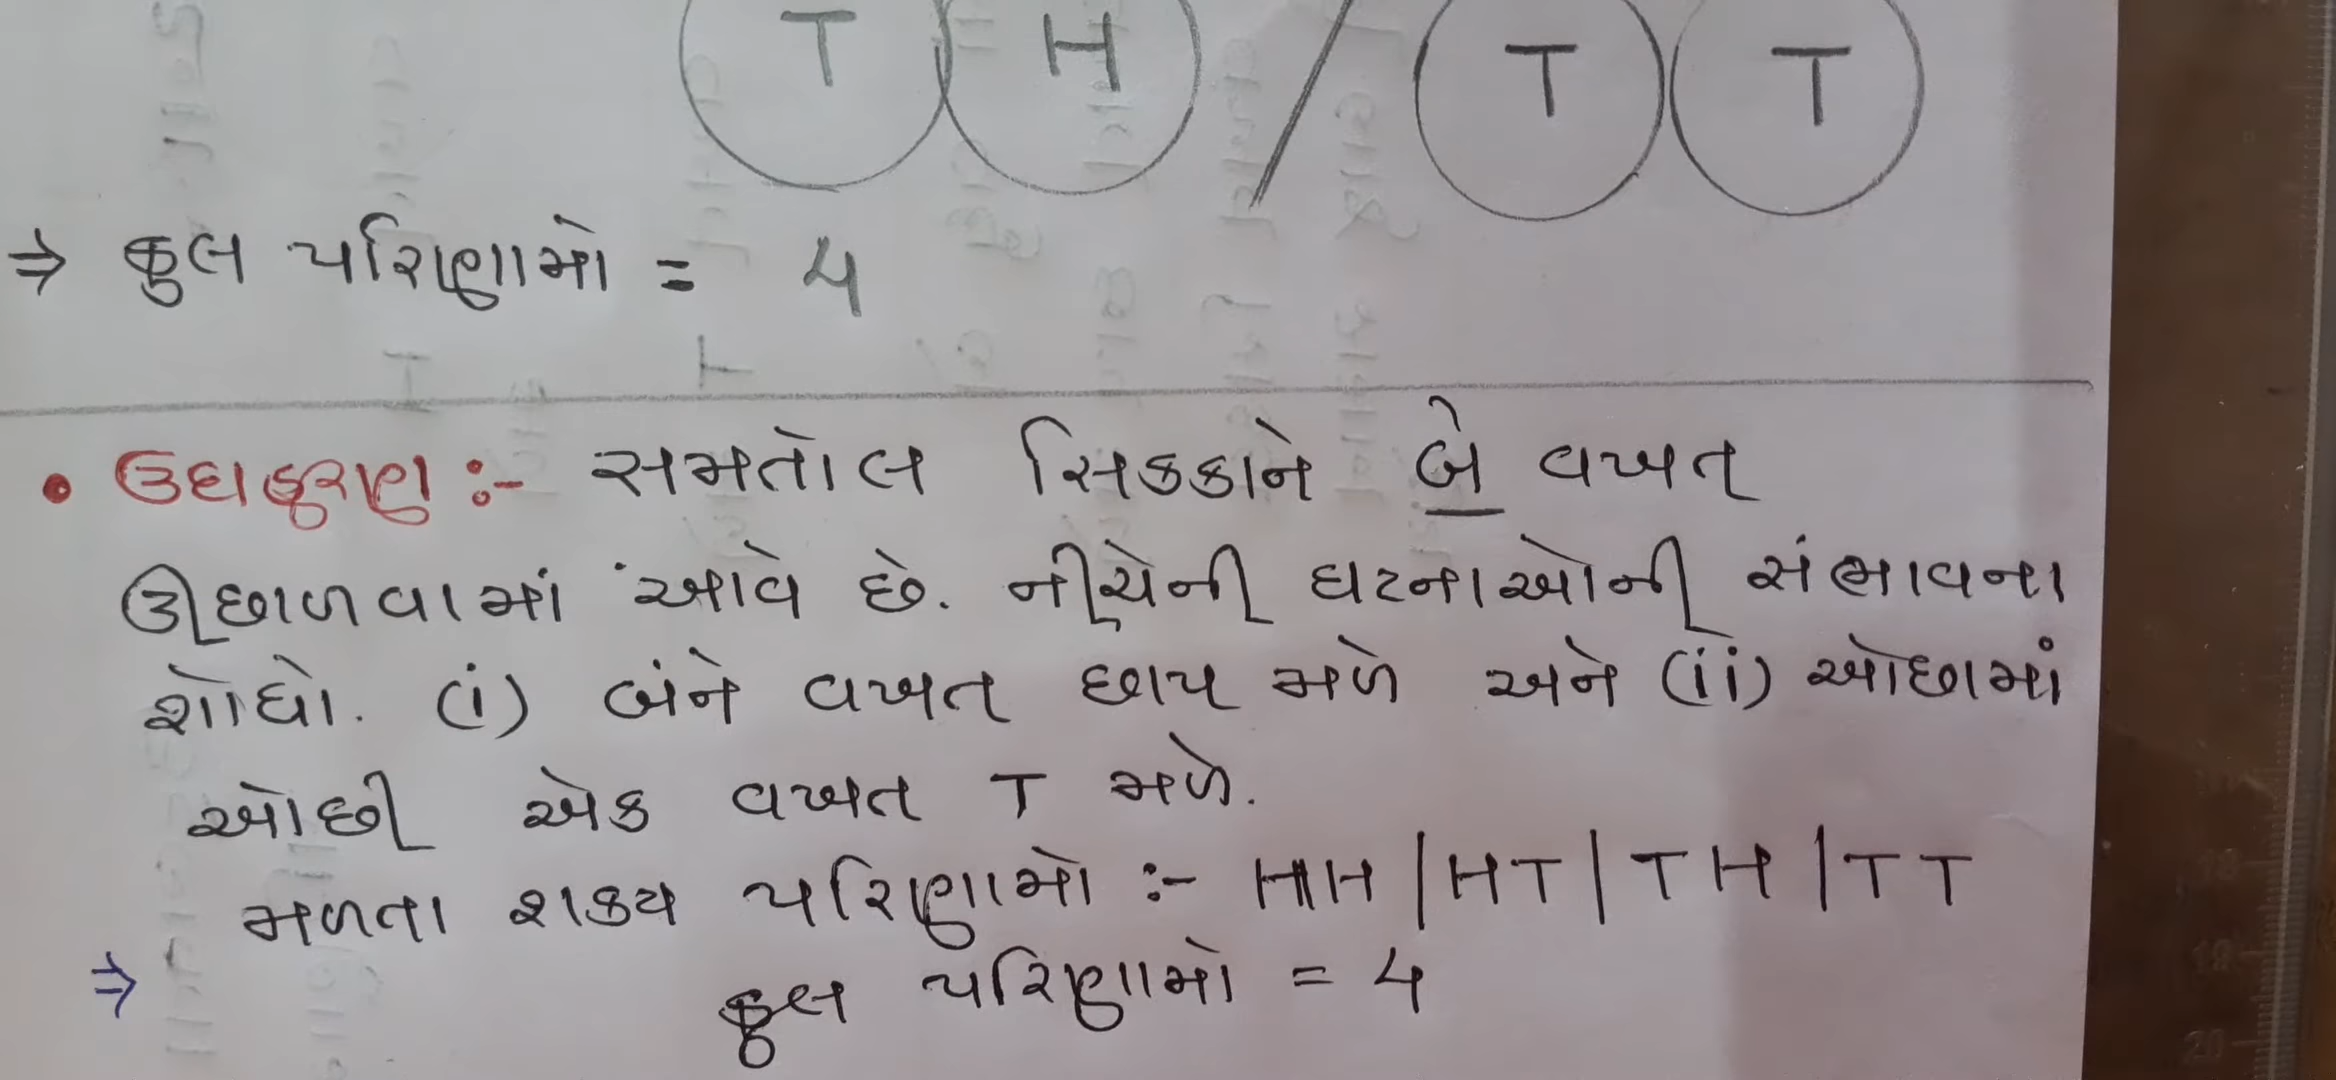 T H / T T
⇒ કુલ પરિણામો = 4
• ઉદાહરણ :- સમતોલ સિક્કાને બે વખત
ઊછાળવામાં આવે છે. નીચેની ઘટનાઓની સંભાવના
શોધો. (i) બંને વખત છાપ મળે અને (ii) ઓછામાં
ઓછી એક વખત T મળે.
મળતા શક્ય પરિણામો :- HH | HT | TH | TT
⇒ કુલ પરિણામો = 4